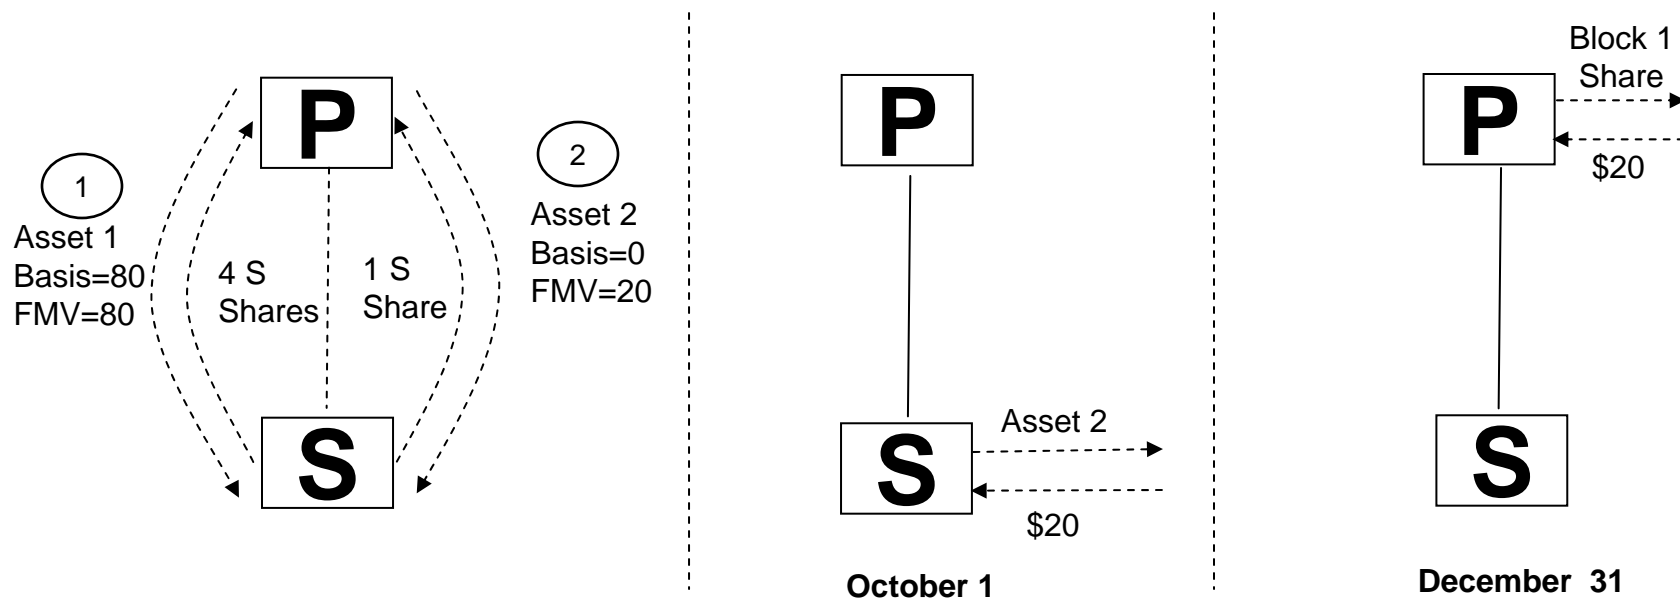 P
1
Asset 1
Basis=80
FMV=80
4 S
Shares
1 S
Share
2
Asset 2
Basis=0
FMV=20
S
P
Asset 2
S
$20
October 1
Block 1
Share
P
$20
S
December 31